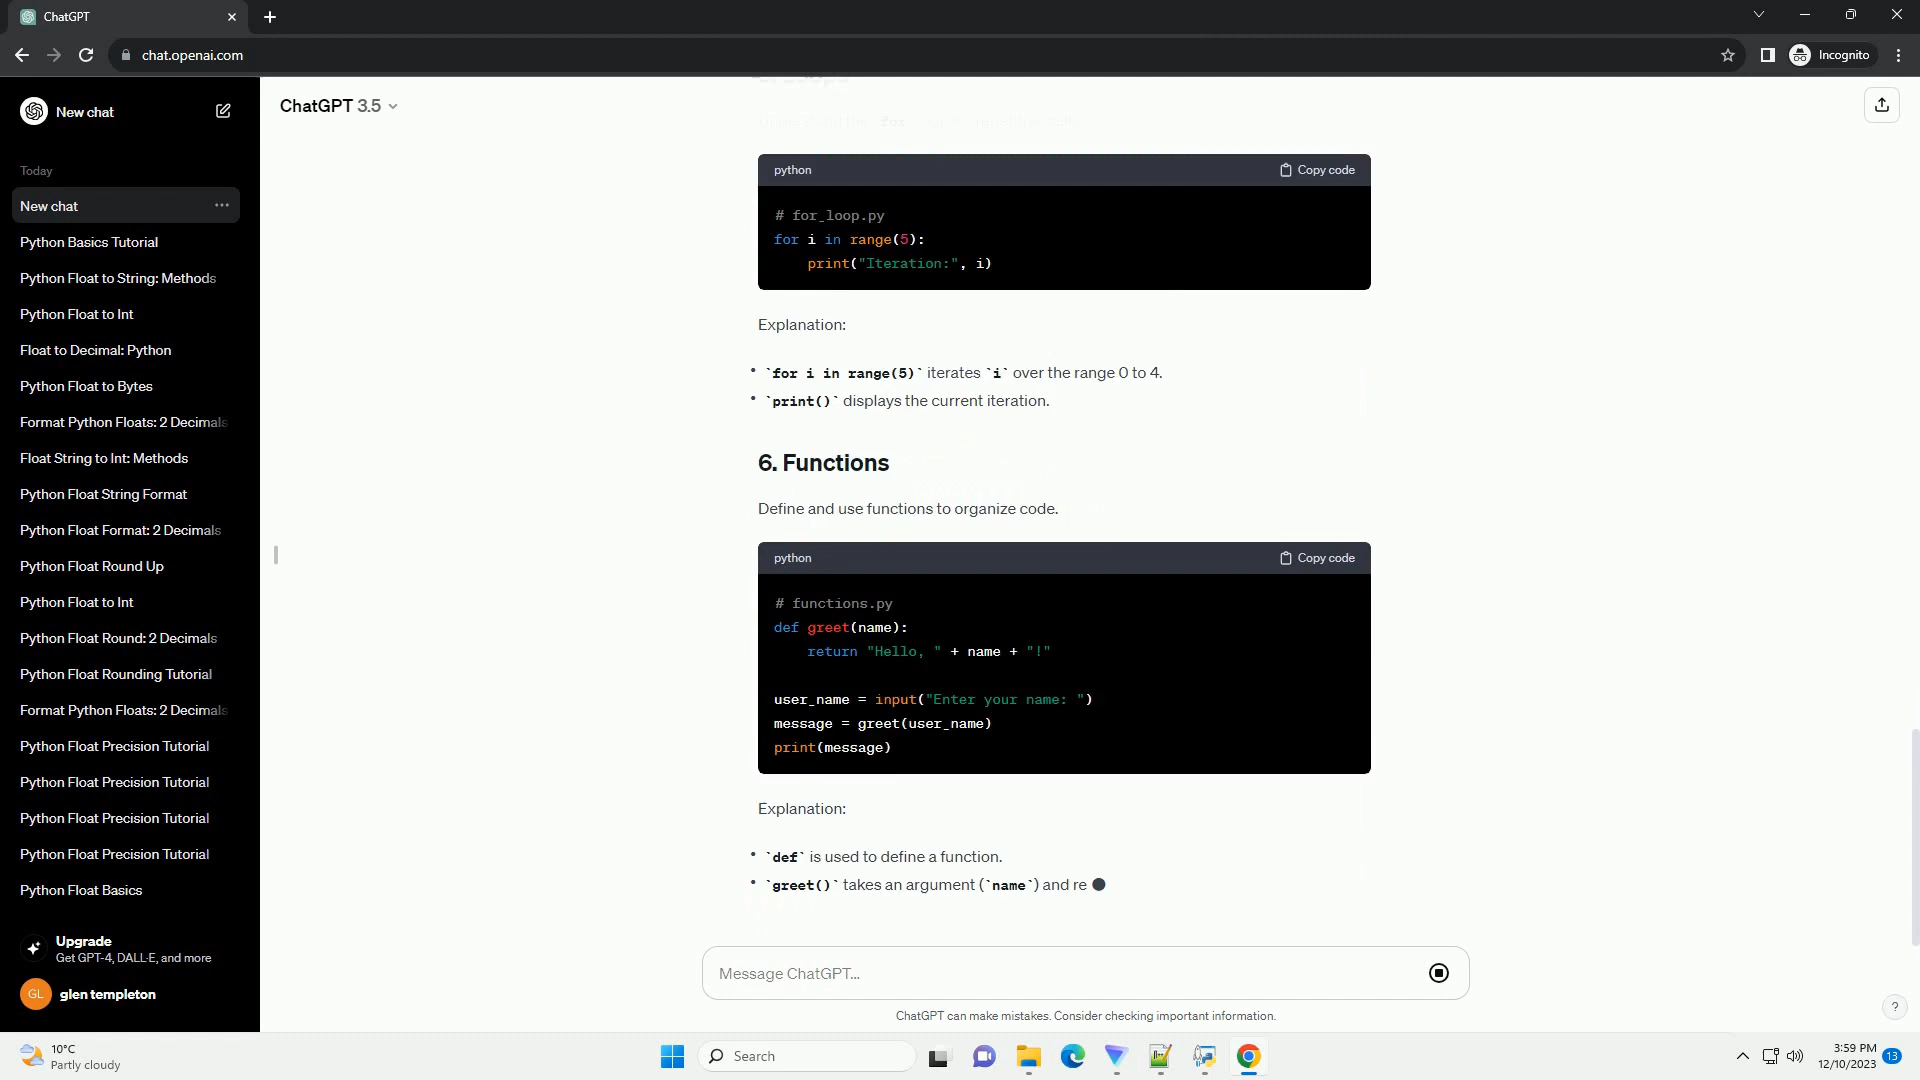 ChatGPT
chat.openai.com
Incognito
New chat
Today
New chat
Python Basics Tutorial
Python Float to String: Methods
Python Float to Int
Float to Decimal: Python
Python Float to Bytes
Format Python Floats: 2 Decimals
Float String to Int: Methods
Python Float String Format
Python Float Format: 2 Decimals
Python Float Round Up
Python Float to Int
Python Float Round: 2 Decimals
Python Float Rounding Tutorial
Format Python Floats: 2 Decimals
Python Float Precision Tutorial
Python Float Precision Tutorial
Python Float Precision Tutorial
Python Float Precision Tutorial
Python Float Basics
Upgrade
Get GPT-4, DALL·E, and more
GL glen templeton
ChatGPT 3.5
for
python Copy code
# for_loop.py
for i in range(5):
print("Iteration:", i)
Explanation:
• `for i in range(5)` iterates `i` over the range 0 to 4.
• `print()` displays the current iteration.
6. Functions
Define and use functions to organize code.
python Copy code
# functions.py
def greet(name):
return "Hello, " + name + "!"
user_name = input("Enter your name: ")
message = greet(user_name)
print(message)
Explanation:
• `def` is used to define a function.
• `greet()` takes an argument (`name`) and re
Message ChatGPT...
ChatGPT can make mistakes. Consider checking important information.
?
10°C
Partly cloudy
Search
3:59 PM
12/10/2023
13